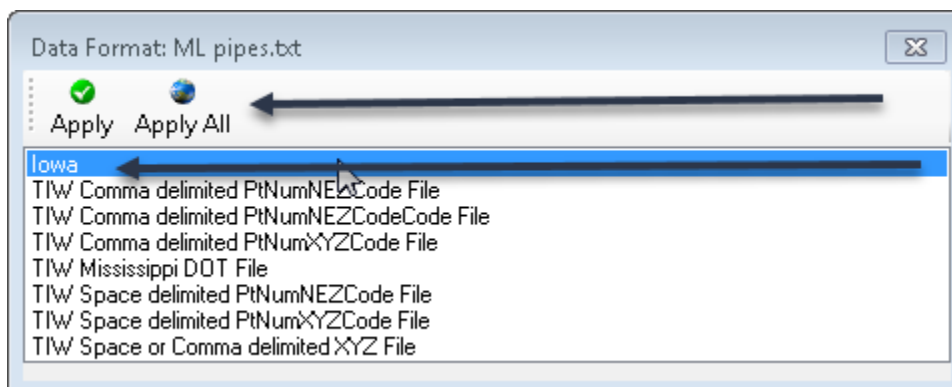 Data Format: ML pipes.txt
Apply Apply All
Iowa
TIW Comma delimited PtNumNEZCode File
TIW Comma delimited PtNumNEZCodeCode File
TIW Comma delimited PtNumXYZCode File
TIW Mississippi DOT File
TIW Space delimited PtNumNEZCode File
TIW Space delimited PtNumXYZCode File
TIW Space or Comma delimited XYZ File